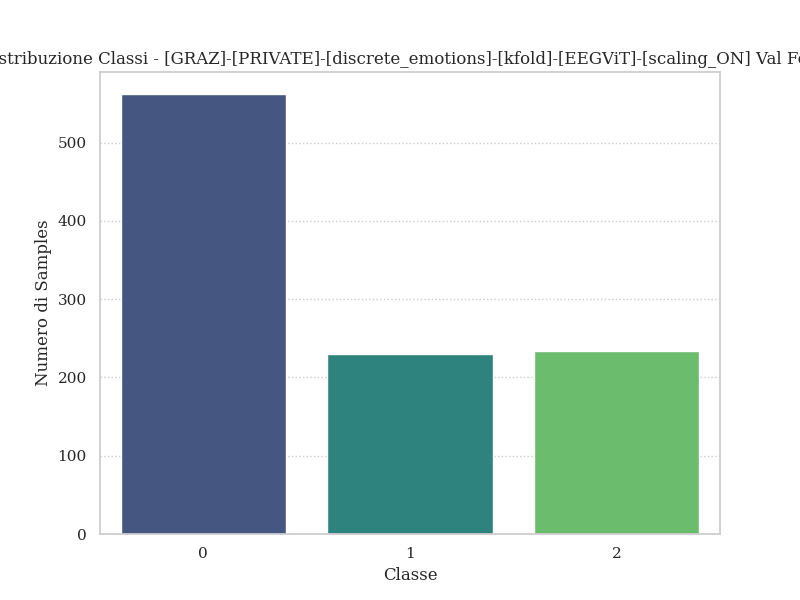 stribuzione Classi - [GRAZ]-[PRIVATE]-[discrete_emotions]-[kfold]-[EEGViT]-[scaling_ON] Val
Numero di Samples
500
400
300
200
100
0
0 1 2
Classe